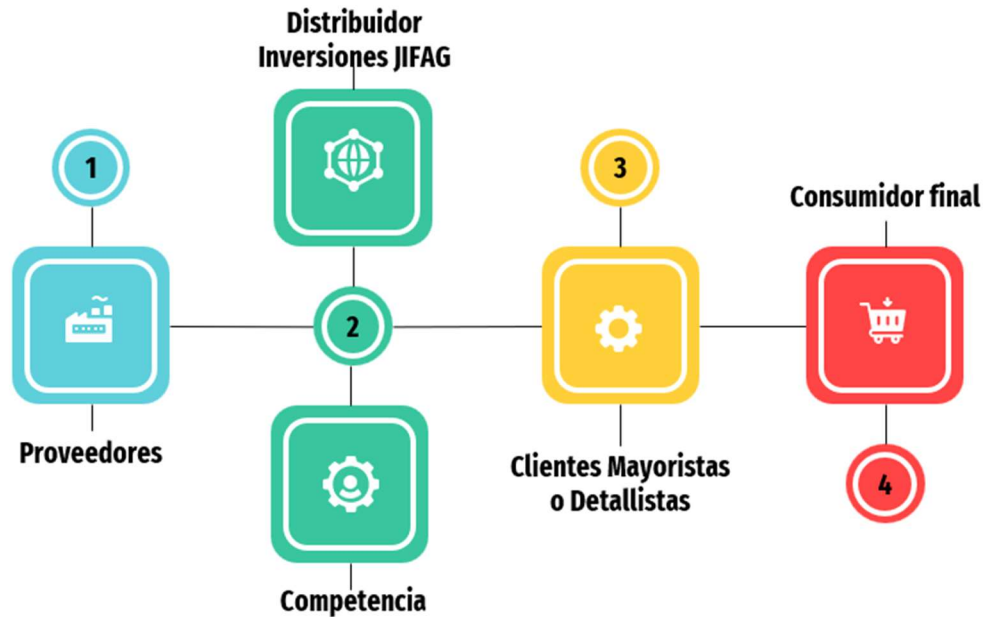 Distribuidor
Inversiones JIFAG
1
Proveedores
2
Competencia
3
Clientes Mayoristas
o Detallistas
Consumidor final
4